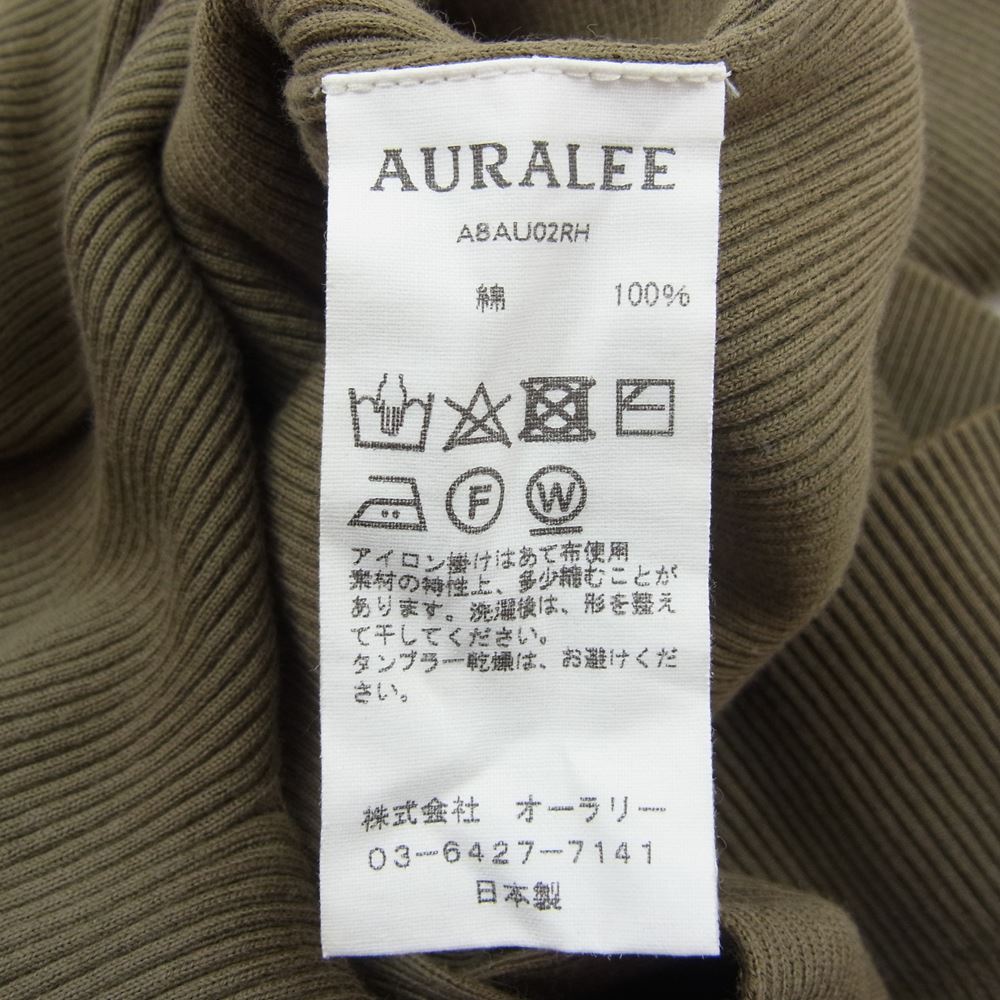 AURALEE
A8AU02RH
綿 100%
F W
アイロン掛けはあて布使用
素材の特性上、多少縮むことが
あります。洗濯後は、形を整え
て干してください。
タンブラー乾燥は、お避けくだ
さい。
株式会社 オーラリー
03-6427-7141
日本製